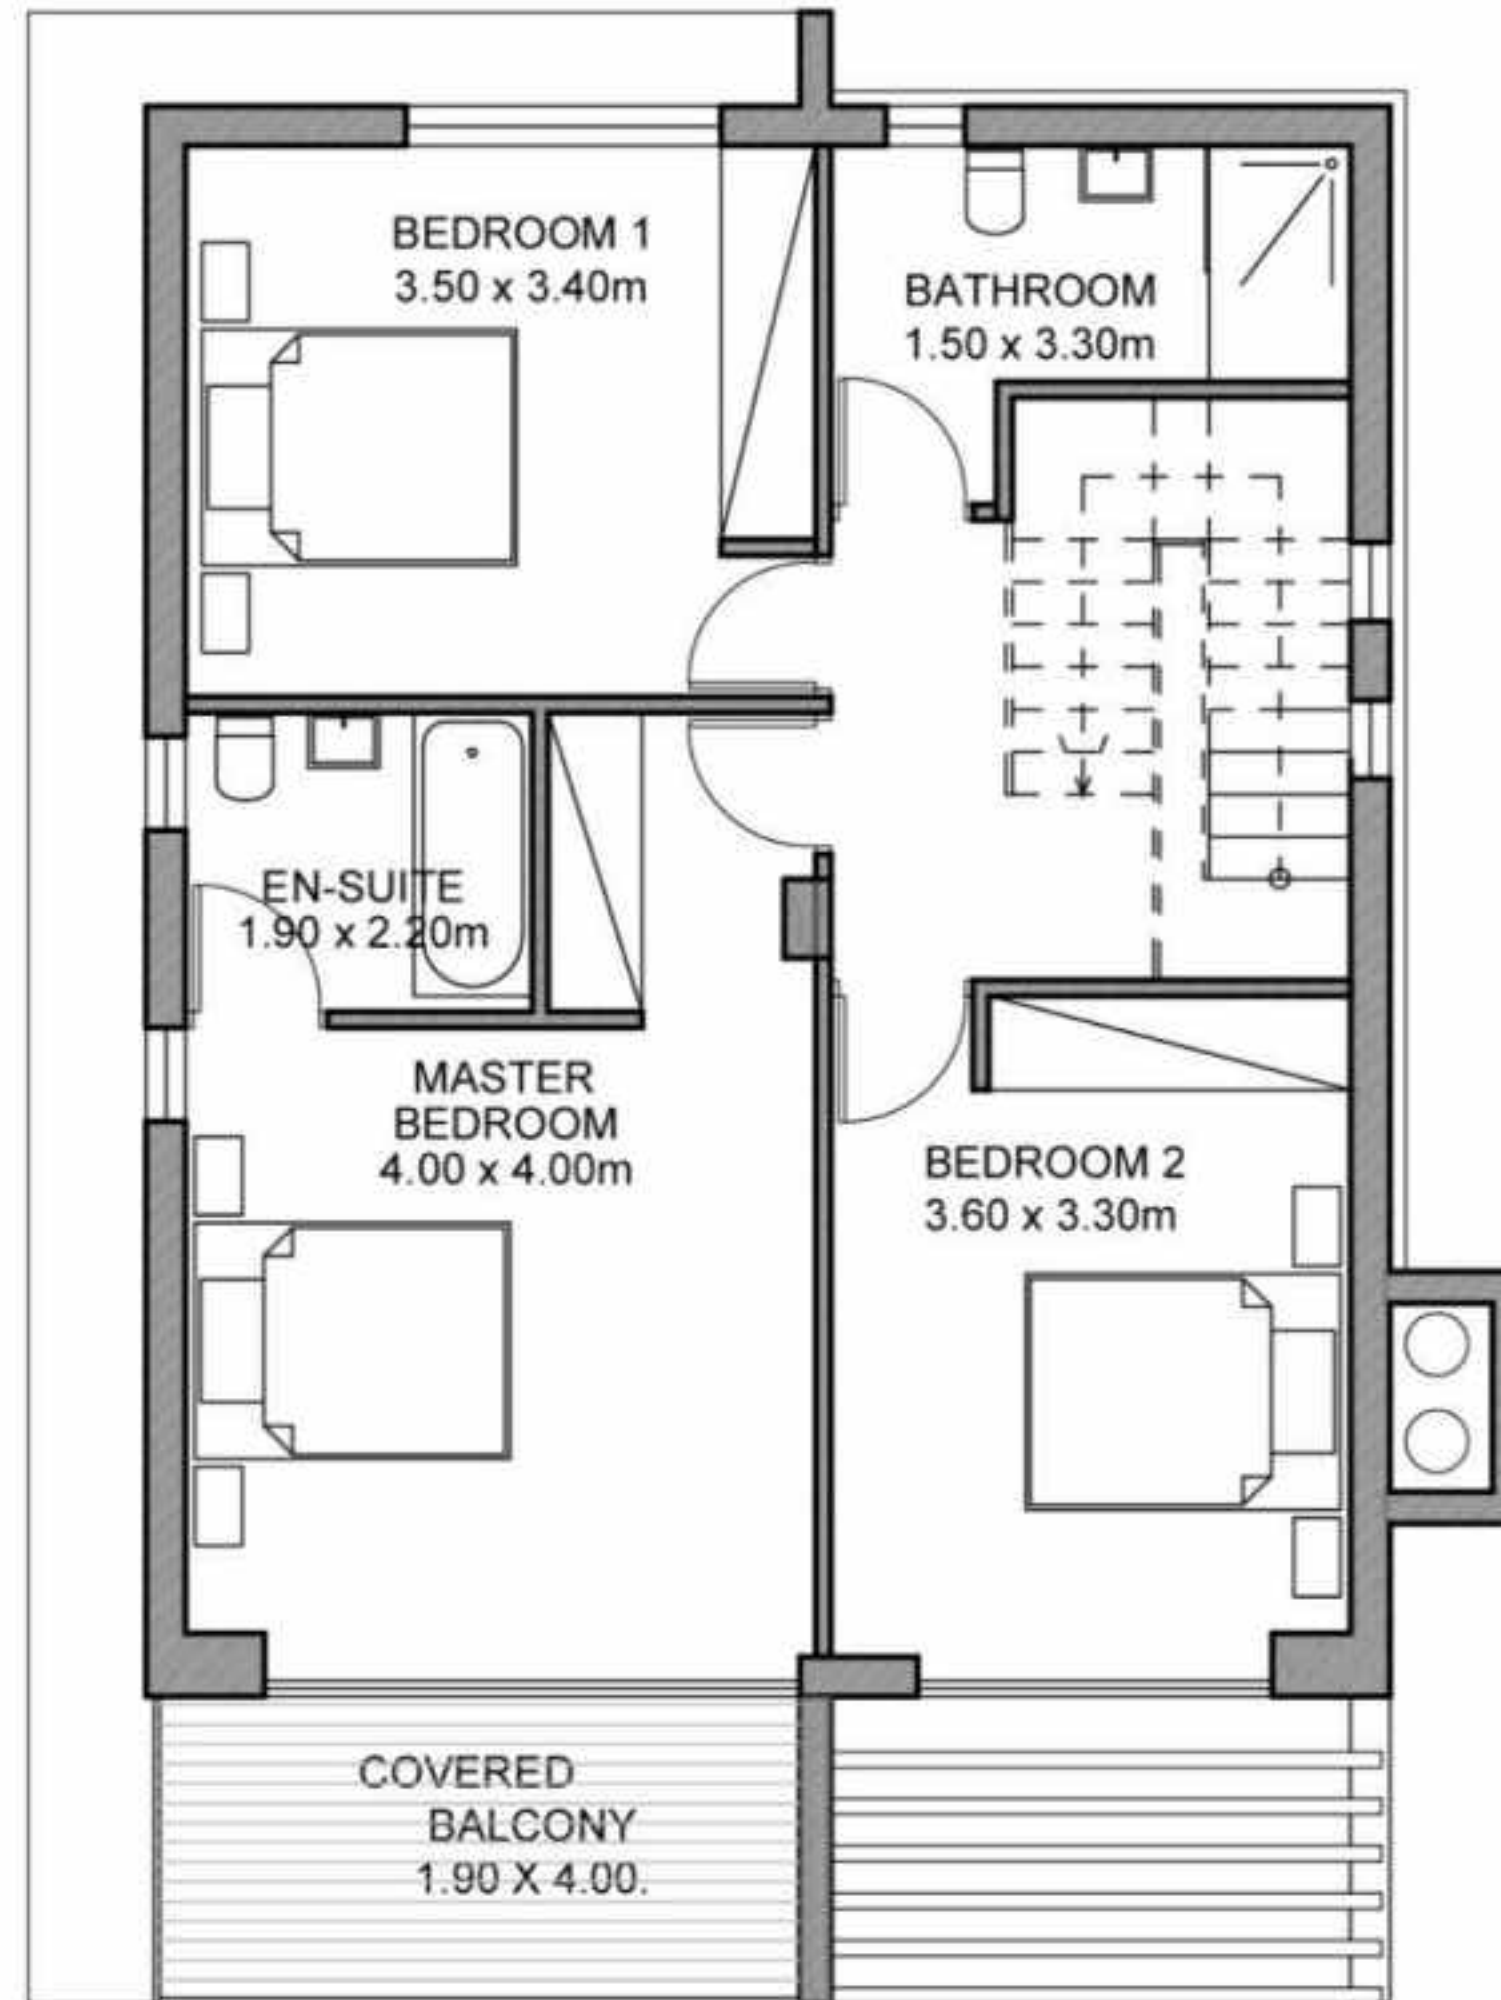 BEDROOM 1
3.50 x 3.40m
BATHROOM
1.50 x 3.30m
EN-SUITE
1.90 x 2.20m
MASTER
BEDROOM
4.00 x 4.00m
BEDROOM 2
3.60 x 3.30m
COVERED
BALCONY
1.90 X 4.00.